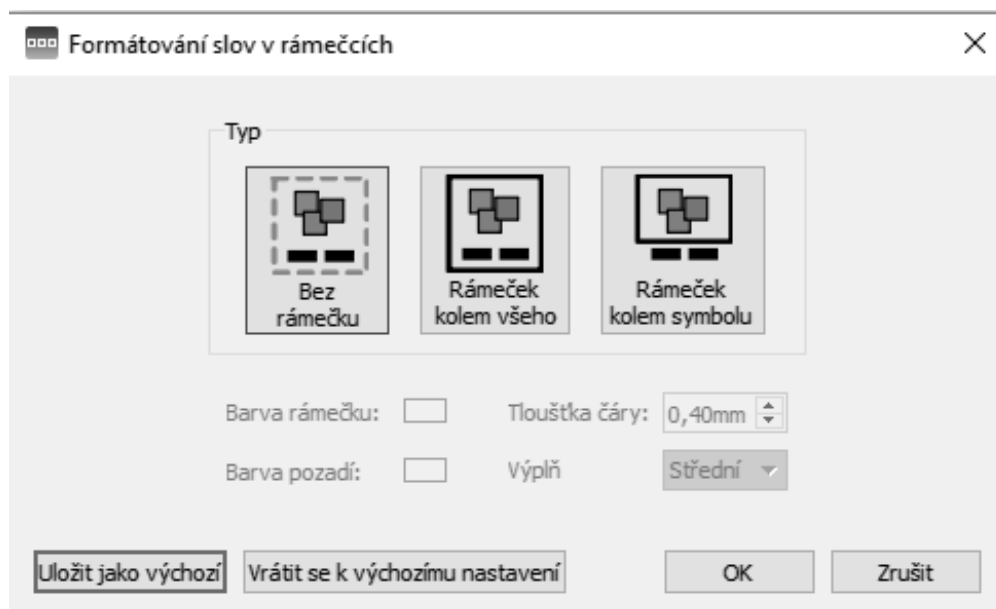 Formátování slov v rámečcích
Typ
Bez
rámečku
Rámeček
kolem všeho
Rámeček
kolem symbolu
Barva rámečku:
Tloušťka čáry:
0,40mm
Barva pozadí:
Výplň
Střední
Uložit jako výchozí
Vrátit se k výchozímu nastavení
OK
Zrušit